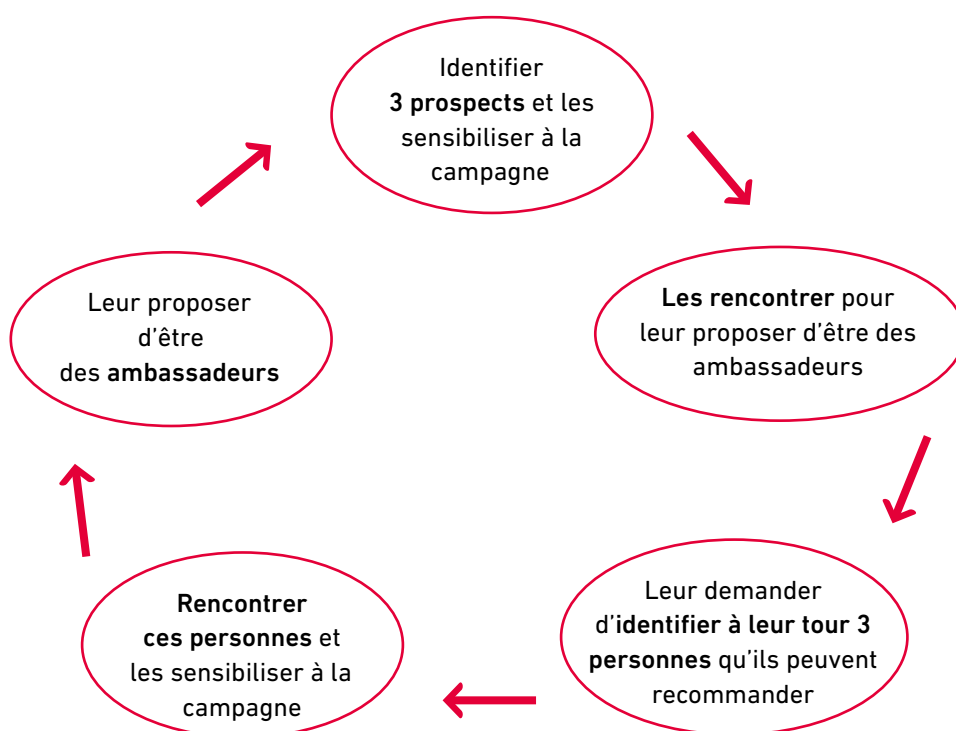 Identifier
3 prospects et les
sensibiliser à la
campagne
Les rencontrer pour
leur proposer d'être des
ambassadeurs
Leur demander
d'identifier à leur tour 3
personnes qu'ils peuvent
recommander
Rencontrer
ces personnes et
les sensibiliser à la
campagne
Leur proposer
d'être
des ambassadeurs